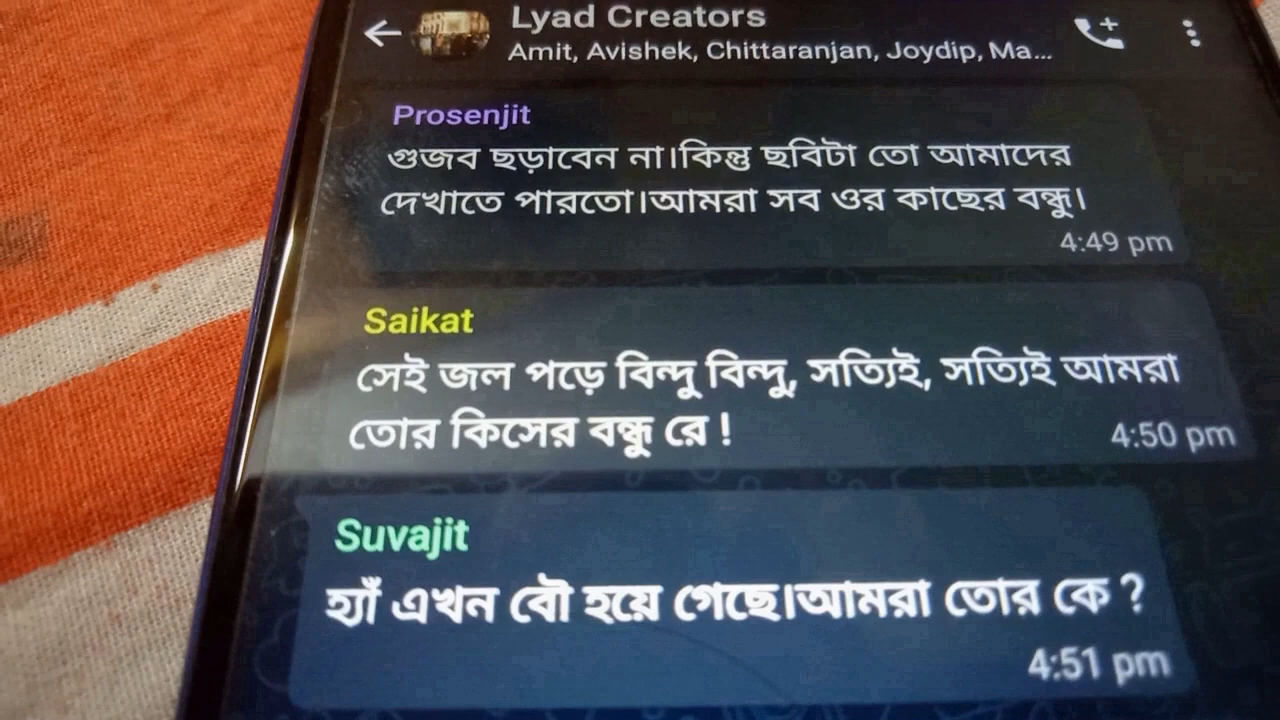 Lyad Creators
Amit, Avishek, Chittaranjan, Joydip, Ma...
Prosenjit
গুজব ছড়াবেন না।কিন্তু ছবিটা তো আমাদের
দেখাতে পারতো।আমরা সব ওর কাছের বন্ধু।
4:49 pm
Saikat
সেই জল পড়ে বিন্দু বিন্দু, সত্যিই, সত্যিই আমরা
তোর কিসের বন্ধু রে !
4:50 pm
Suvajit
হ্যাঁ এখন বৌ হয়ে গেছে।আমরা তোর কে ?
4:51 pm